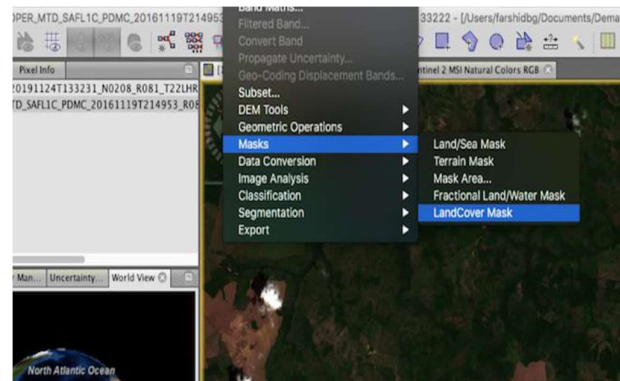 OPER_MTD_SAFL1C_PDMC_20161119T214953
33222 - [/Users/farshidbg/Documents/Dema
Pixel Info
20191124T133231_N0208_R081_T22LHR
TD_SAFL1C_PDMC_20161119T214953_R08
Band Maths...
Filtered Band...
Convert Band
Propagate Uncertainty...
Geo-Coding Displacement Bands...
Subset...
DEM Tools
Geometric Operations
Masks
Data Conversion
Image Analysis
Classification
Segmentation
Export
ntinel 2 MSI Natural Colors RGB
Land/Sea Mask
Terrain Mask
Mask Area...
Fractional Land/Water Mask
LandCover Mask
Man...
Uncertainty...
World View
North Atlantic Ocean